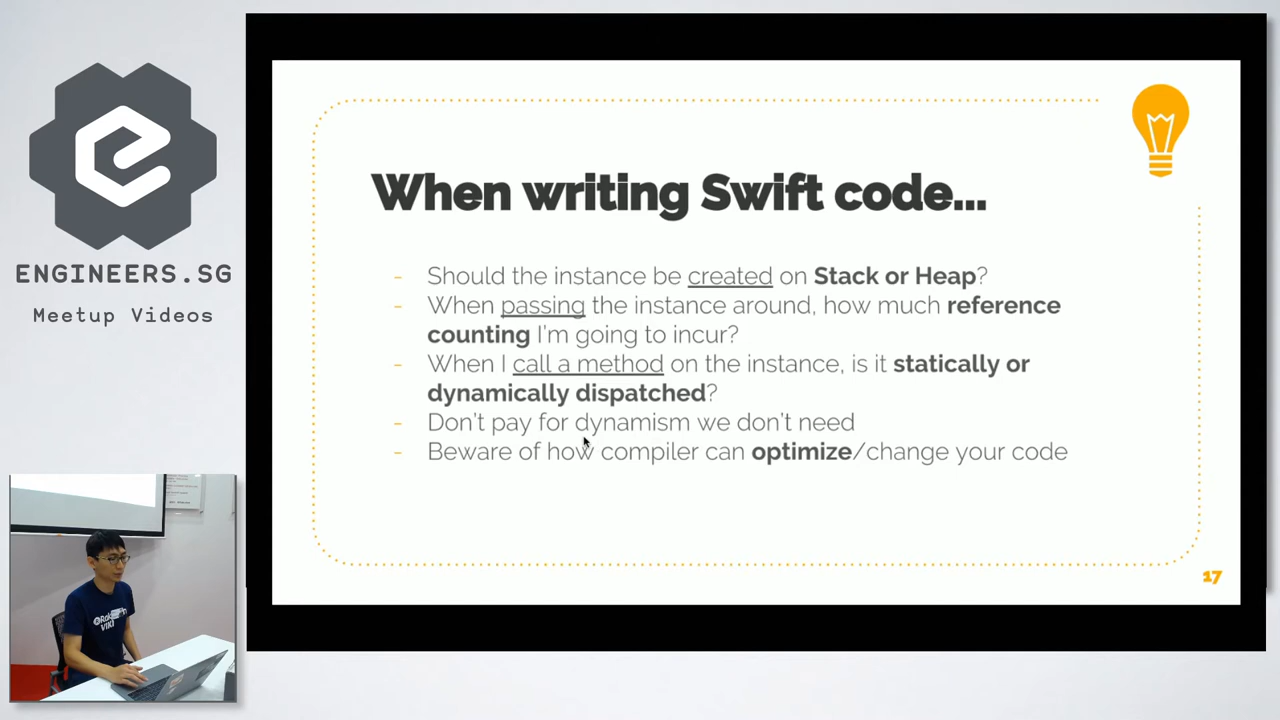 ENGINEERS.SG
Meetup Videos
When writing Swift code...
- Should the instance be created on Stack or Heap?
- When passing the instance around, how much reference
counting I'm going to incur?
- When I call a method on the instance, is it statically or
dynamically dispatched?
- Don't pay for dynamism we don't need
- Beware of how compiler can optimize/change your code
17
VIKI